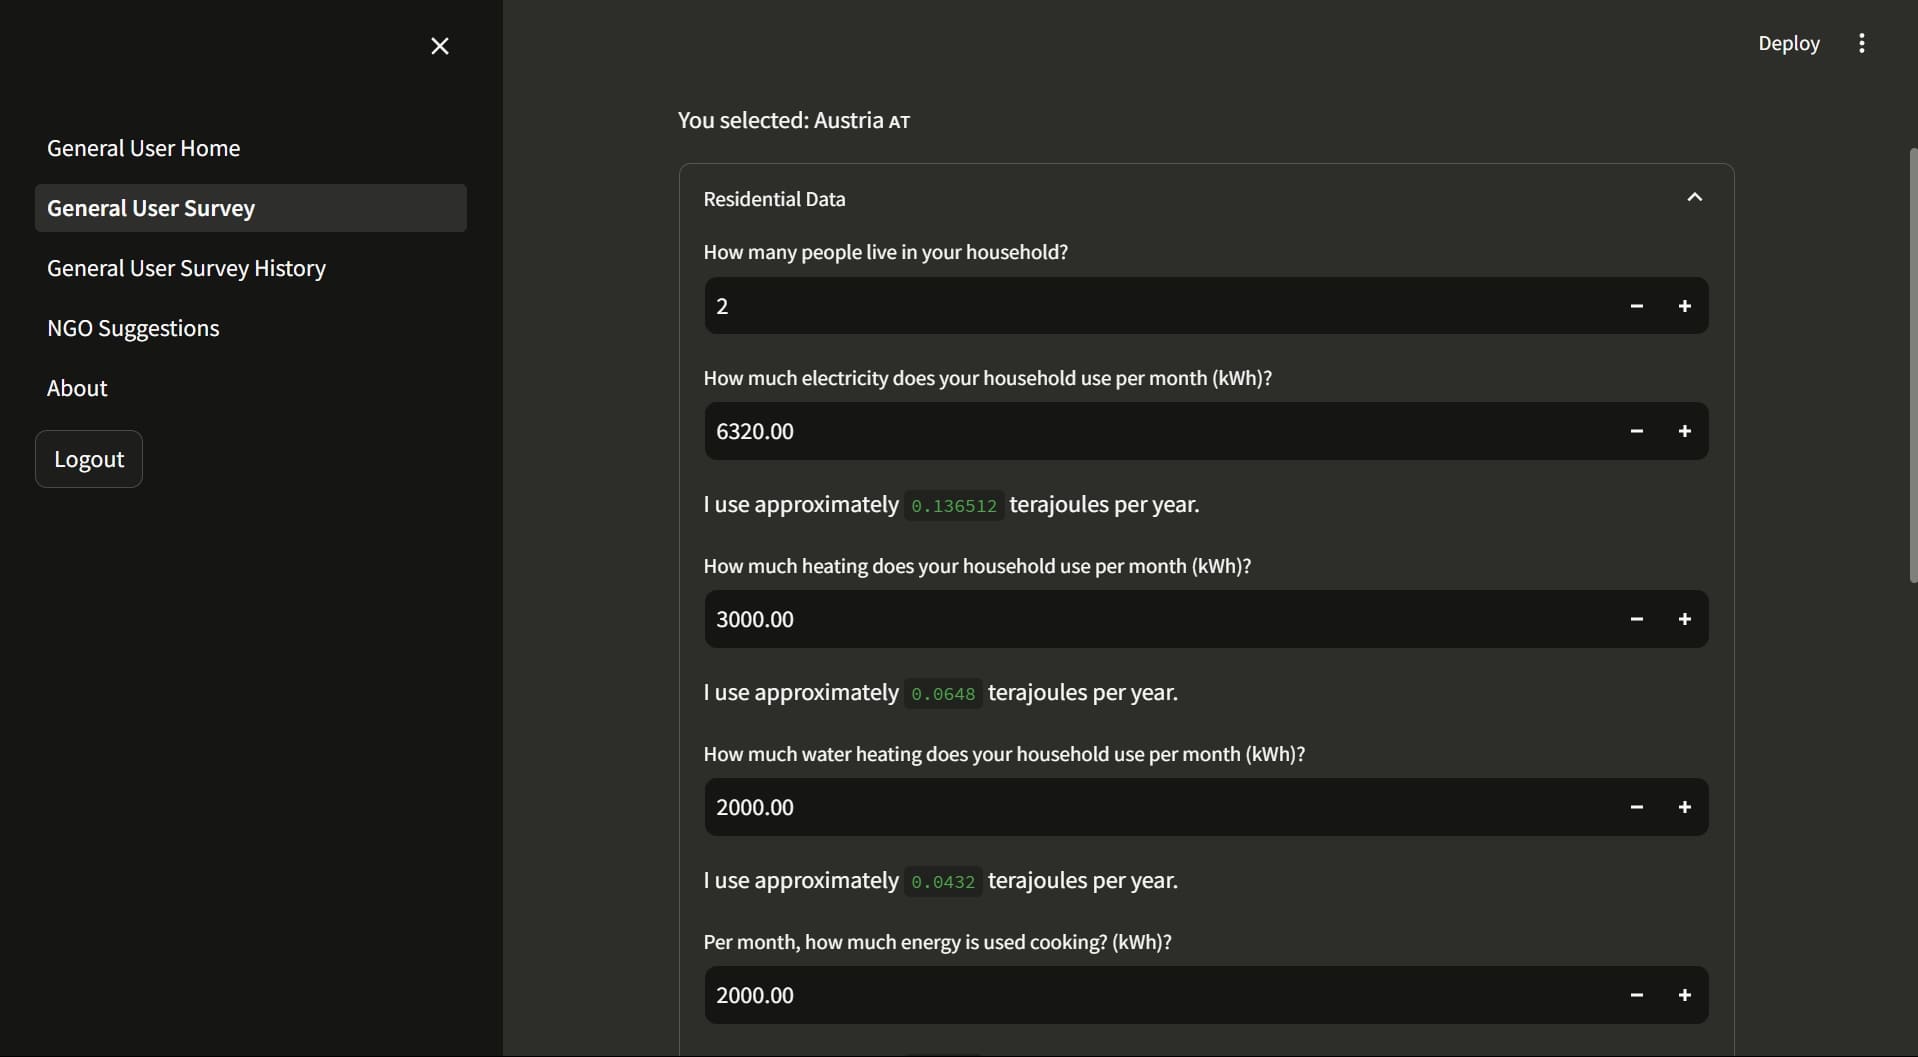 Deploy
General User Home
General User Survey
General User Survey History
NGO Suggestions
About
Logout
You selected: Austria AT
Residential Data
How many people live in your household?
2
How much electricity does your household use per month (kWh)?
6320.00
I use approximately 0.136512 terajoules per year.
How much heating does your household use per month (kWh)?
3000.00
I use approximately 0.0648 terajoules per year.
How much water heating does your household use per month (kWh)?
2000.00
I use approximately 0.0432 terajoules per year.
Per month, how much energy is used cooking? (kWh)?
2000.00